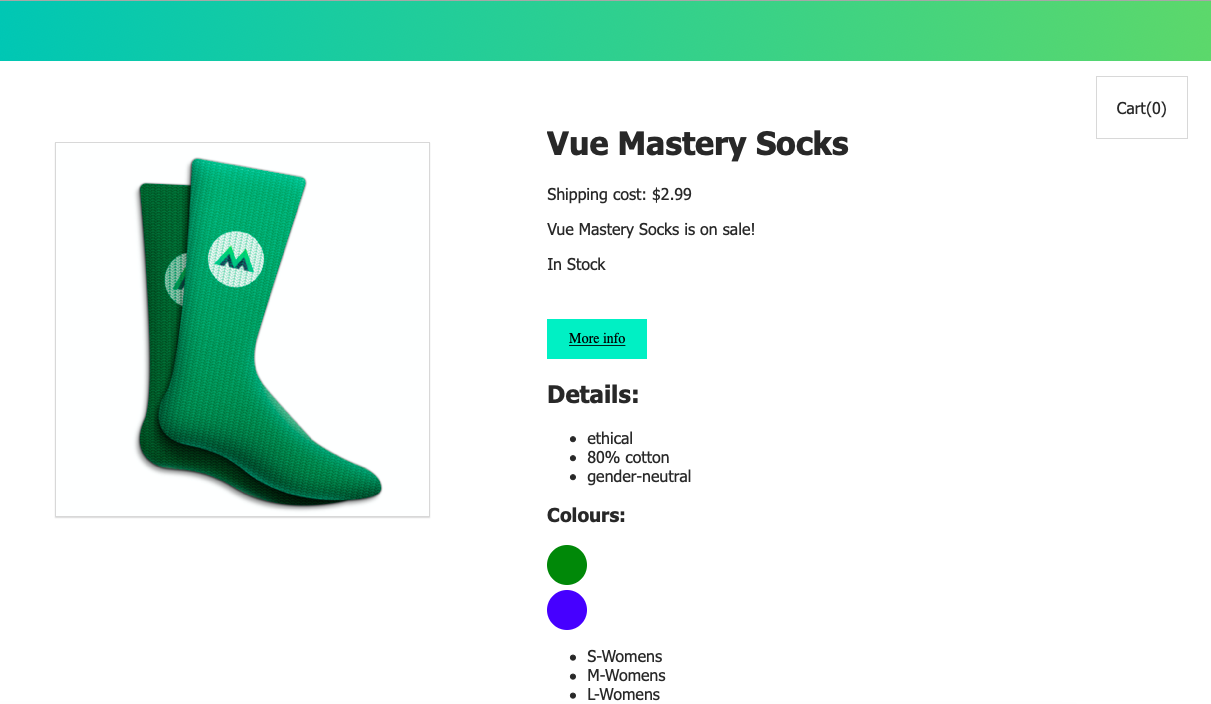 Cart(0)
Vue Mastery Socks
Shipping cost: $2.99
Vue Mastery Socks is on sale!
In Stock
More info
Details:
ethical
80% cotton
gender-neutral
Colours:
S-Womens
M-Womens
L-Womens